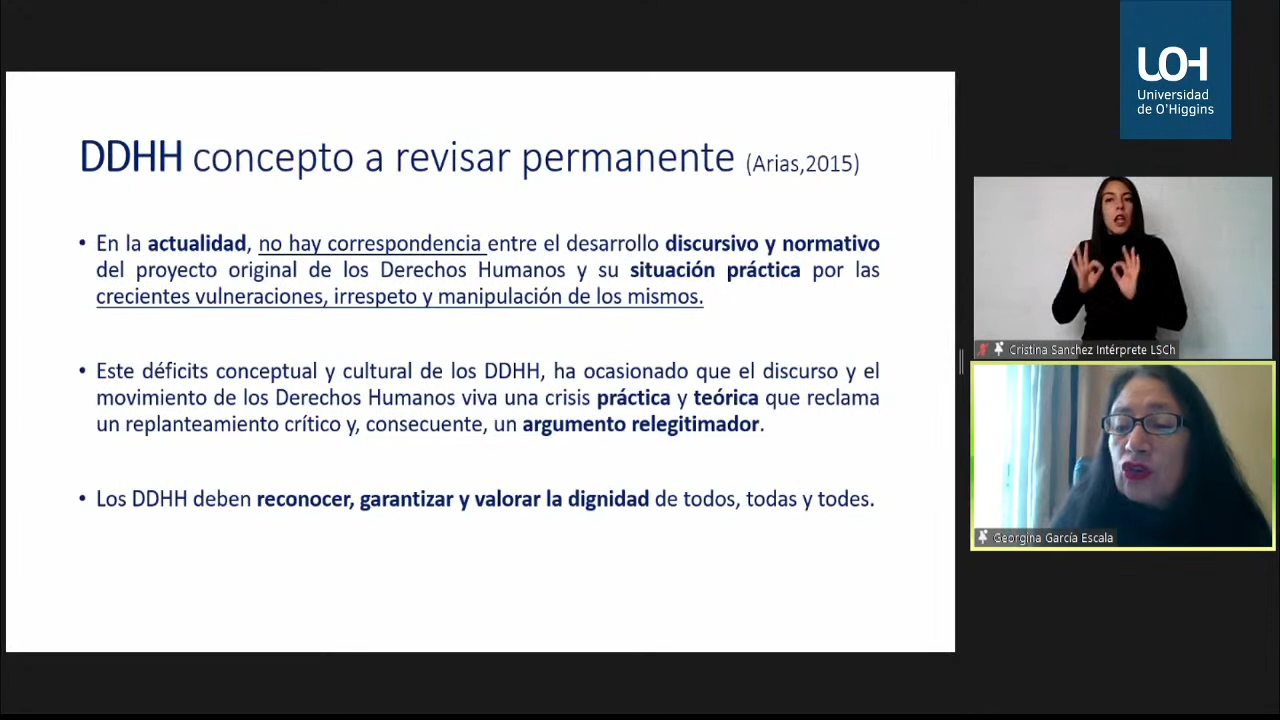 UOH
Universidad
de O'Higgins
DDHH concepto a revisar permanente (Arias,2015)
• En la actualidad, no hay correspondencia entre el desarrollo discursivo y normativo
del proyecto original de los Derechos Humanos y su situación práctica por las
crecientes vulneraciones, irrespeto y manipulación de los mismos.
• Este déficits conceptual y cultural de los DDHH, ha ocasionado que el discurso y el
movimiento de los Derechos Humanos viva una crisis práctica y teórica que reclama
un replanteamiento crítico y, consecuente, un argumento relegitimador.
• Los DDHH deben reconocer, garantizar y valorar la dignidad de todos, todas y todes.
Cristina Sanchez Intérprete LSCh
Georgina García Escala